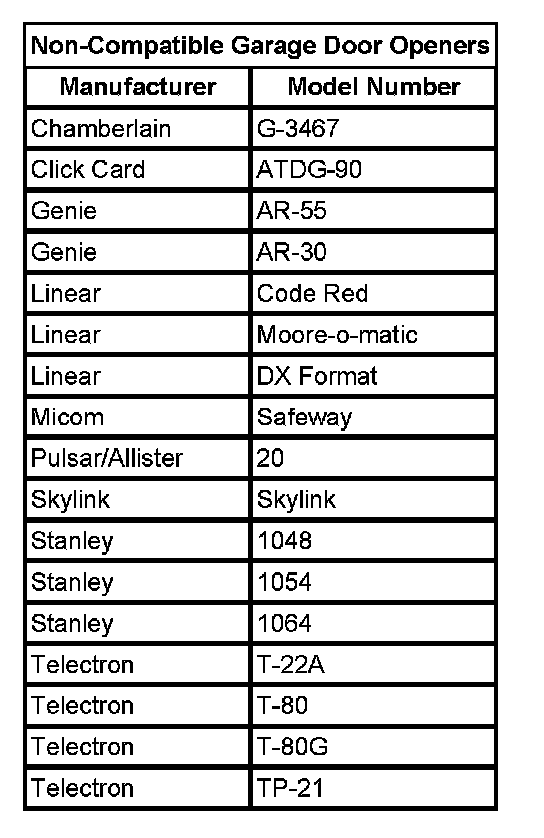 Non-Compatible Garage Door Openers
Manufacturer Model Number
Chamberlain G-3467
Click Card ATDG-90
Genie AR-55
Genie AR-30
Linear Code Red
Linear Moore-o-matic
Linear DX Format
Micom Safeway
Pulsar/Allister 20
Skylink Skylink
Stanley 1048
Stanley 1054
Stanley 1064
Telectron T-22A
Telectron T-80
Telectron T-80G
Telectron TP-21